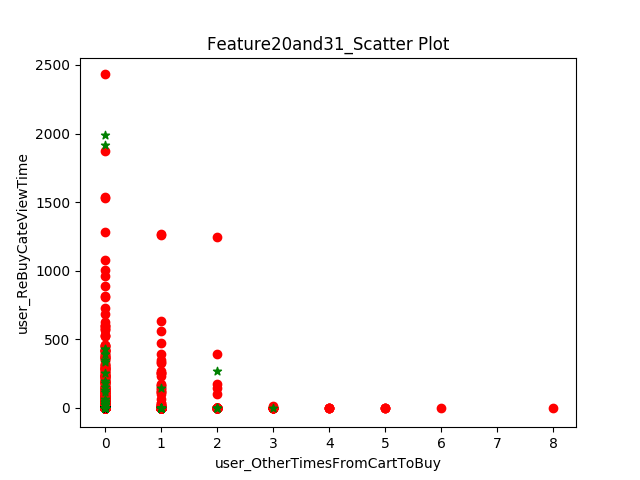 Feature20and31_Scatter Plot
2500
2000
1500
1000
500
0
user_ReBuyCateViewTime
0 1 2 3 4 5 6 7 8
user_OtherTimesFromCartToBuy